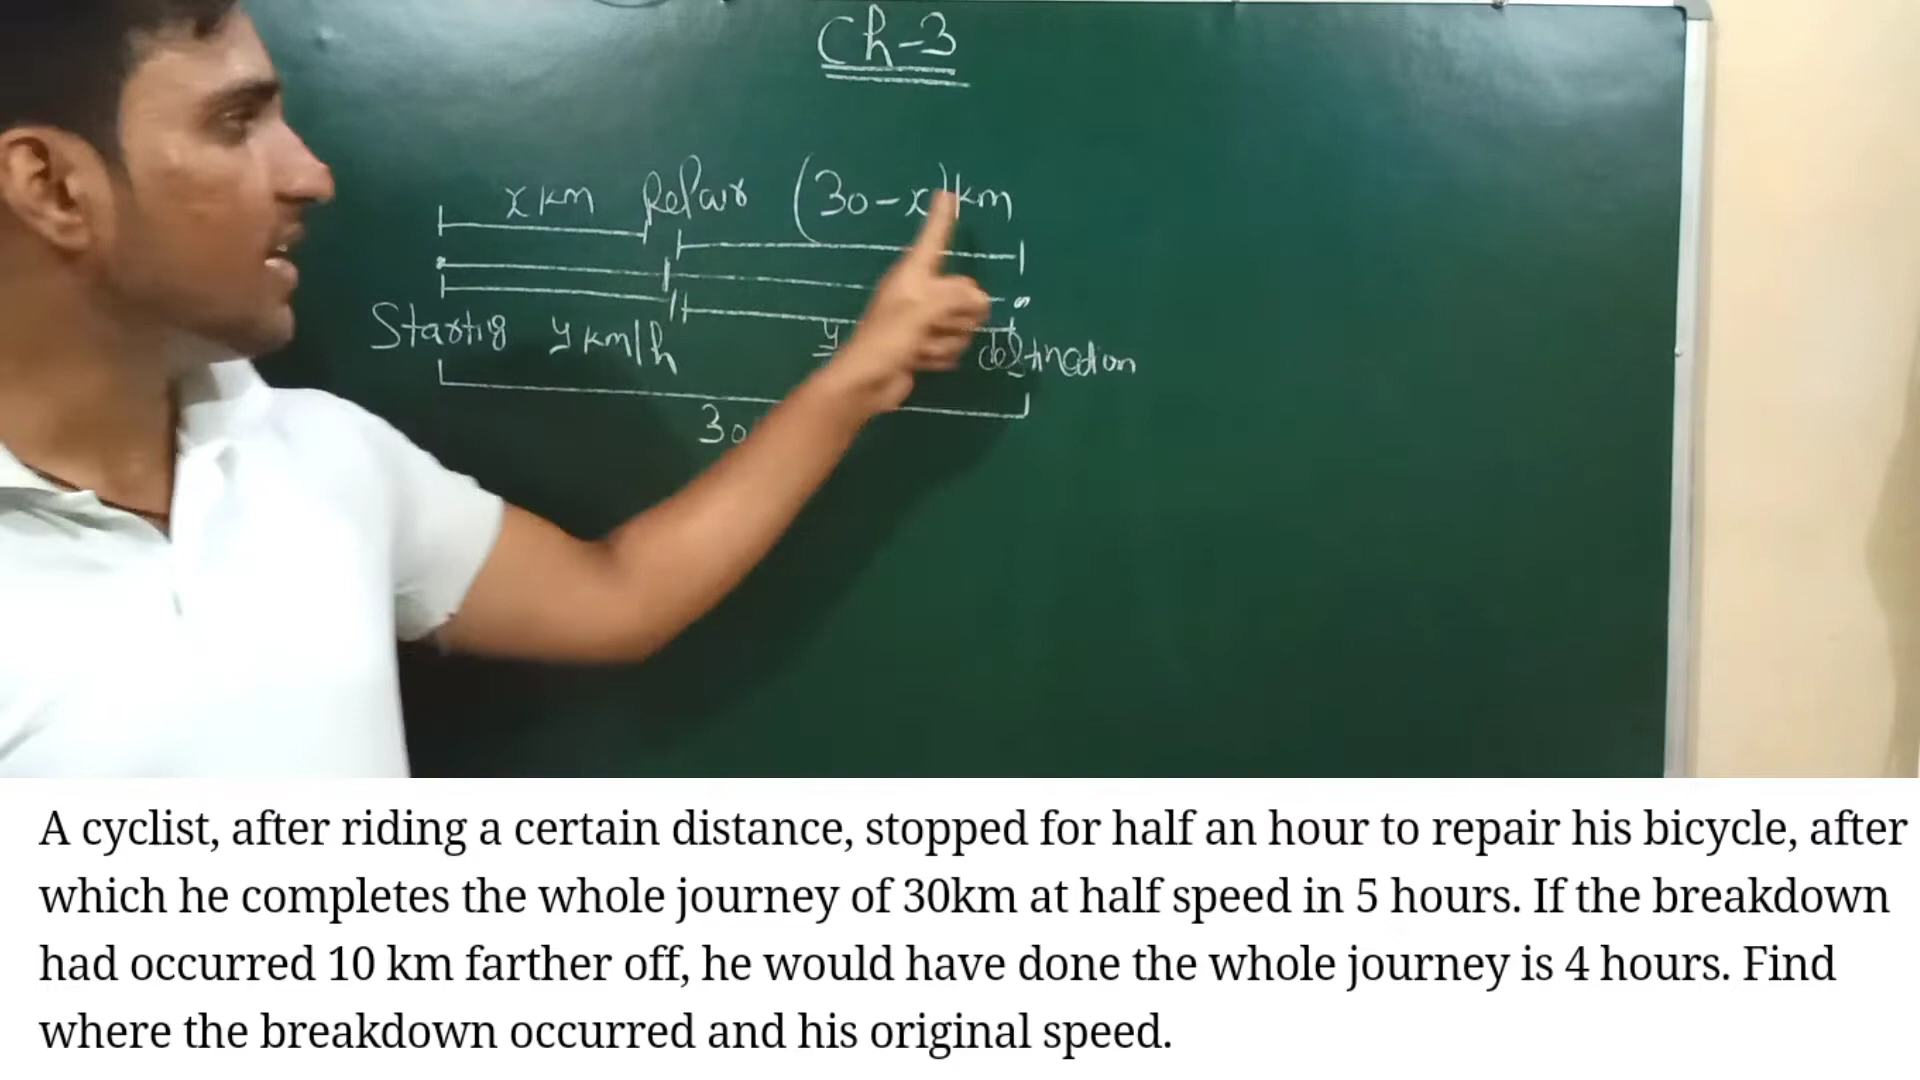 Ch-3
x km Repair (30-x) km
Starting y km/h y destination
30
A cyclist, after riding a certain distance, stopped for half an hour to repair his bicycle, after
which he completes the whole journey of 30km at half speed in 5 hours. If the breakdown
had occurred 10 km farther off, he would have done the whole journey is 4 hours. Find
where the breakdown occurred and his original speed.